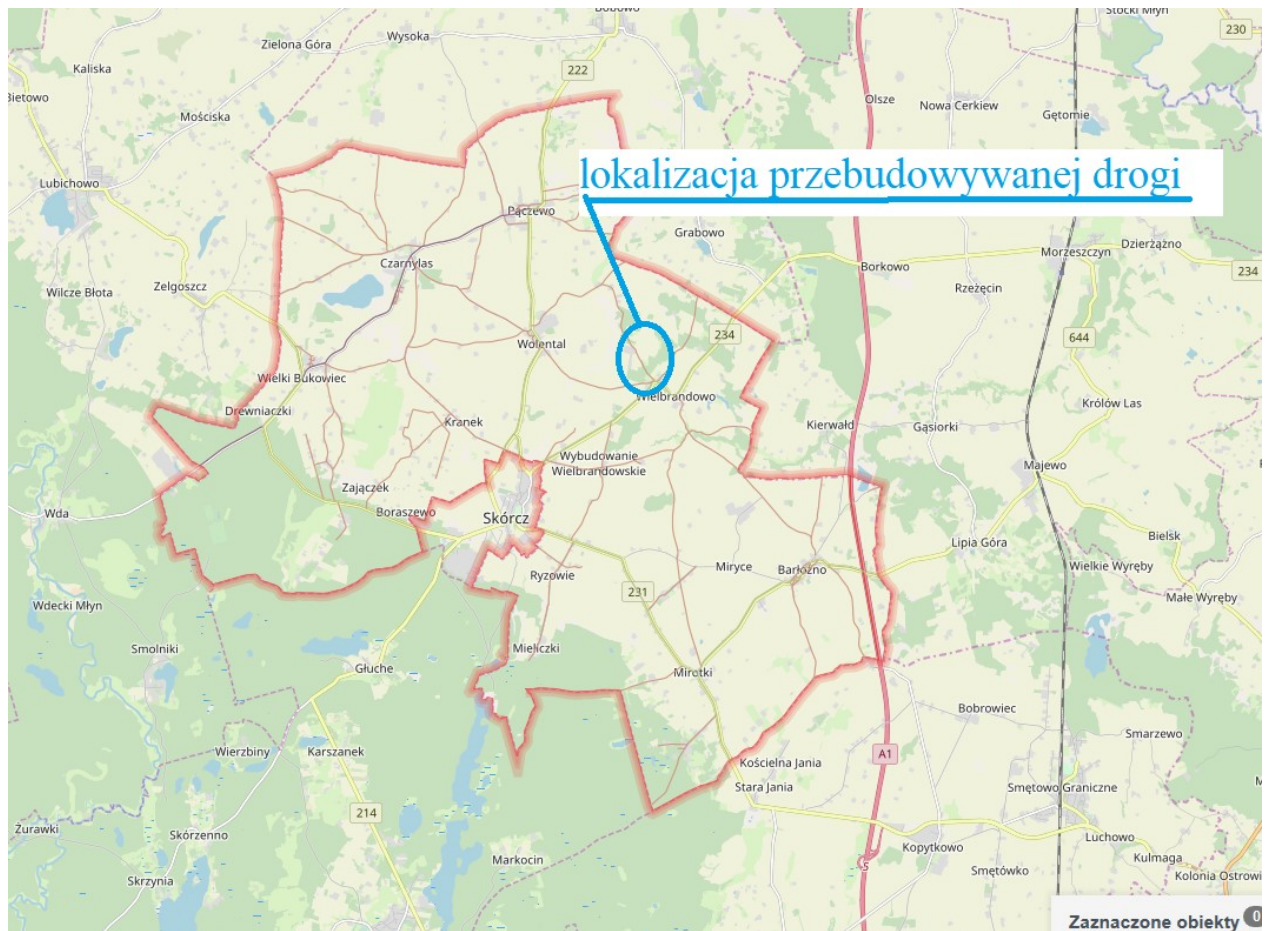 Bobowo
Stocki Młyn
Zielona Góra
Wysoka
230
Kaliska
222
Bietowo
Olsze
Nowa Cerkiew
Gętomie
Mościska
lokalizacja przebudowywanej drogi
Lubichowo
Pączewo
Grabowo
Morzeszczyn
Dzierżążno
Czarnylas
Borkowo
234
Zelgoszcz
Wilcze Błota
Rzeżęcin
644
234
Wolental
Wielki Bukowiec
Wielbrandowo
Drewniaczki
Królów Las
Kranek
Kierwałd
Gąsiorki
Wybudowanie
Wielbrandowskie
Majewo
Zajączek
Wda
Boraszewo
Skórcz
Bielsk
Lipia Góra
Wielkie Wyręby
Miryce
Barłożno
Ryzowie
231
Małe Wyręby
Wdecki Młyn
Smolniki
Mieliczki
Głuche
Mirotki
Bobrowiec
Smarzewo
Wierzbiny
Karszanek
A1
Kościelna Jania
Stara Jania
Smętowo Graniczne
214
Żurawki
Skórzenno
Luchowo
Kopytkowo
Kulmaga
Markocin
Smętówko
Skrzynia
Kolonia Ostrowi
Zaznaczone obiekty 0